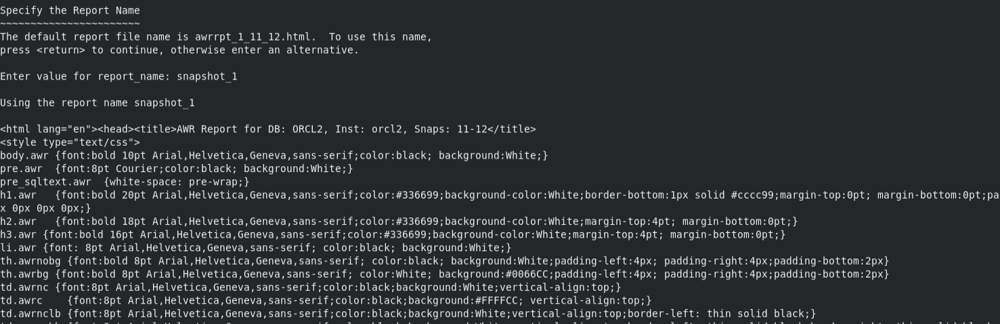 Specify the Report Name
~~~~~~~~~~~~~~~~~~~~~~~
The default report file name is awrrpt_1_11_12.html.  To use this name,
press <return> to continue, otherwise enter an alternative.

Enter value for report_name: snapshot_1

Using the report name snapshot_1

<html lang="en"><head><title>AWR Report for DB: ORCL2, Inst: orcl2, Snaps: 11-12</title>
<style type="text/css">
body.awr {font:bold 10pt Arial,Helvetica,Geneva,sans-serif;color:black; background:White;}
pre.awr  {font:8pt Courier;color:black; background:White;}
pre_sqltext.awr  {white-space: pre-wrap;}
h1.awr   {font:bold 20pt Arial,Helvetica,Geneva,sans-serif;color:#336699;background-color:White;border-bottom:1px solid #cccc99;margin-top:0pt; margin-bottom:0pt;pa
x 0px 0px 0px;}
h2.awr   {font:bold 18pt Arial,Helvetica,Geneva,sans-serif;color:#336699;background-color:White;margin-top:4pt; margin-bottom:0pt;}
h3.awr {font:bold 16pt Arial,Helvetica,Geneva,sans-serif;color:#336699;background-color:White;margin-top:4pt; margin-bottom:0pt;}
li.awr {font: 8pt Arial,Helvetica,Geneva,sans-serif; color:black; background:White;}
th.awrnobg {font:bold 8pt Arial,Helvetica,Geneva,sans-serif; color:black; background:White;padding-left:4px; padding-right:4px;padding-bottom:2px}
th.awrbg {font:bold 8pt Arial,Helvetica,Geneva,sans-serif; color:White; background:#0066CC;padding-left:4px; padding-right:4px;padding-bottom:2px}
td.awrnc {font:8pt Arial,Helvetica,Geneva,sans-serif;color:black;background:White;vertical-align:top;}
td.awrc    {font:8pt Arial,Helvetica,Geneva,sans-serif;color:black;background:#FFFFCC; vertical-align:top;}
td.awrnclb {font:8pt Arial,Helvetica,Geneva,sans-serif;color:black;background:White;vertical-align:top;border-left: thin solid black;}